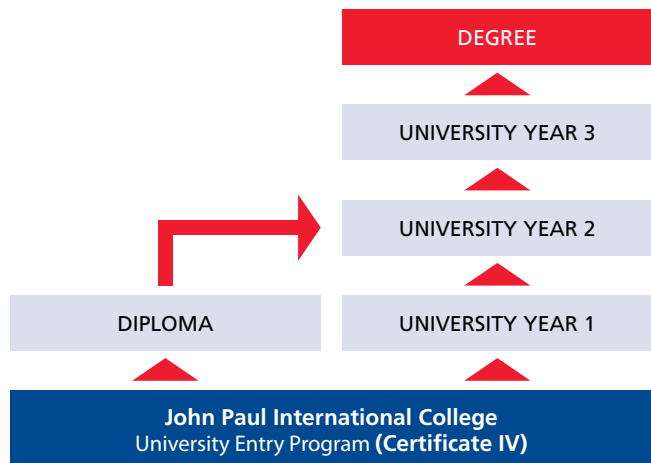 DEGREE
UNIVERSITY YEAR 3
UNIVERSITY YEAR 2
DIPLOMA
UNIVERSITY YEAR 1
John Paul International College
University Entry Program (Certificate IV)